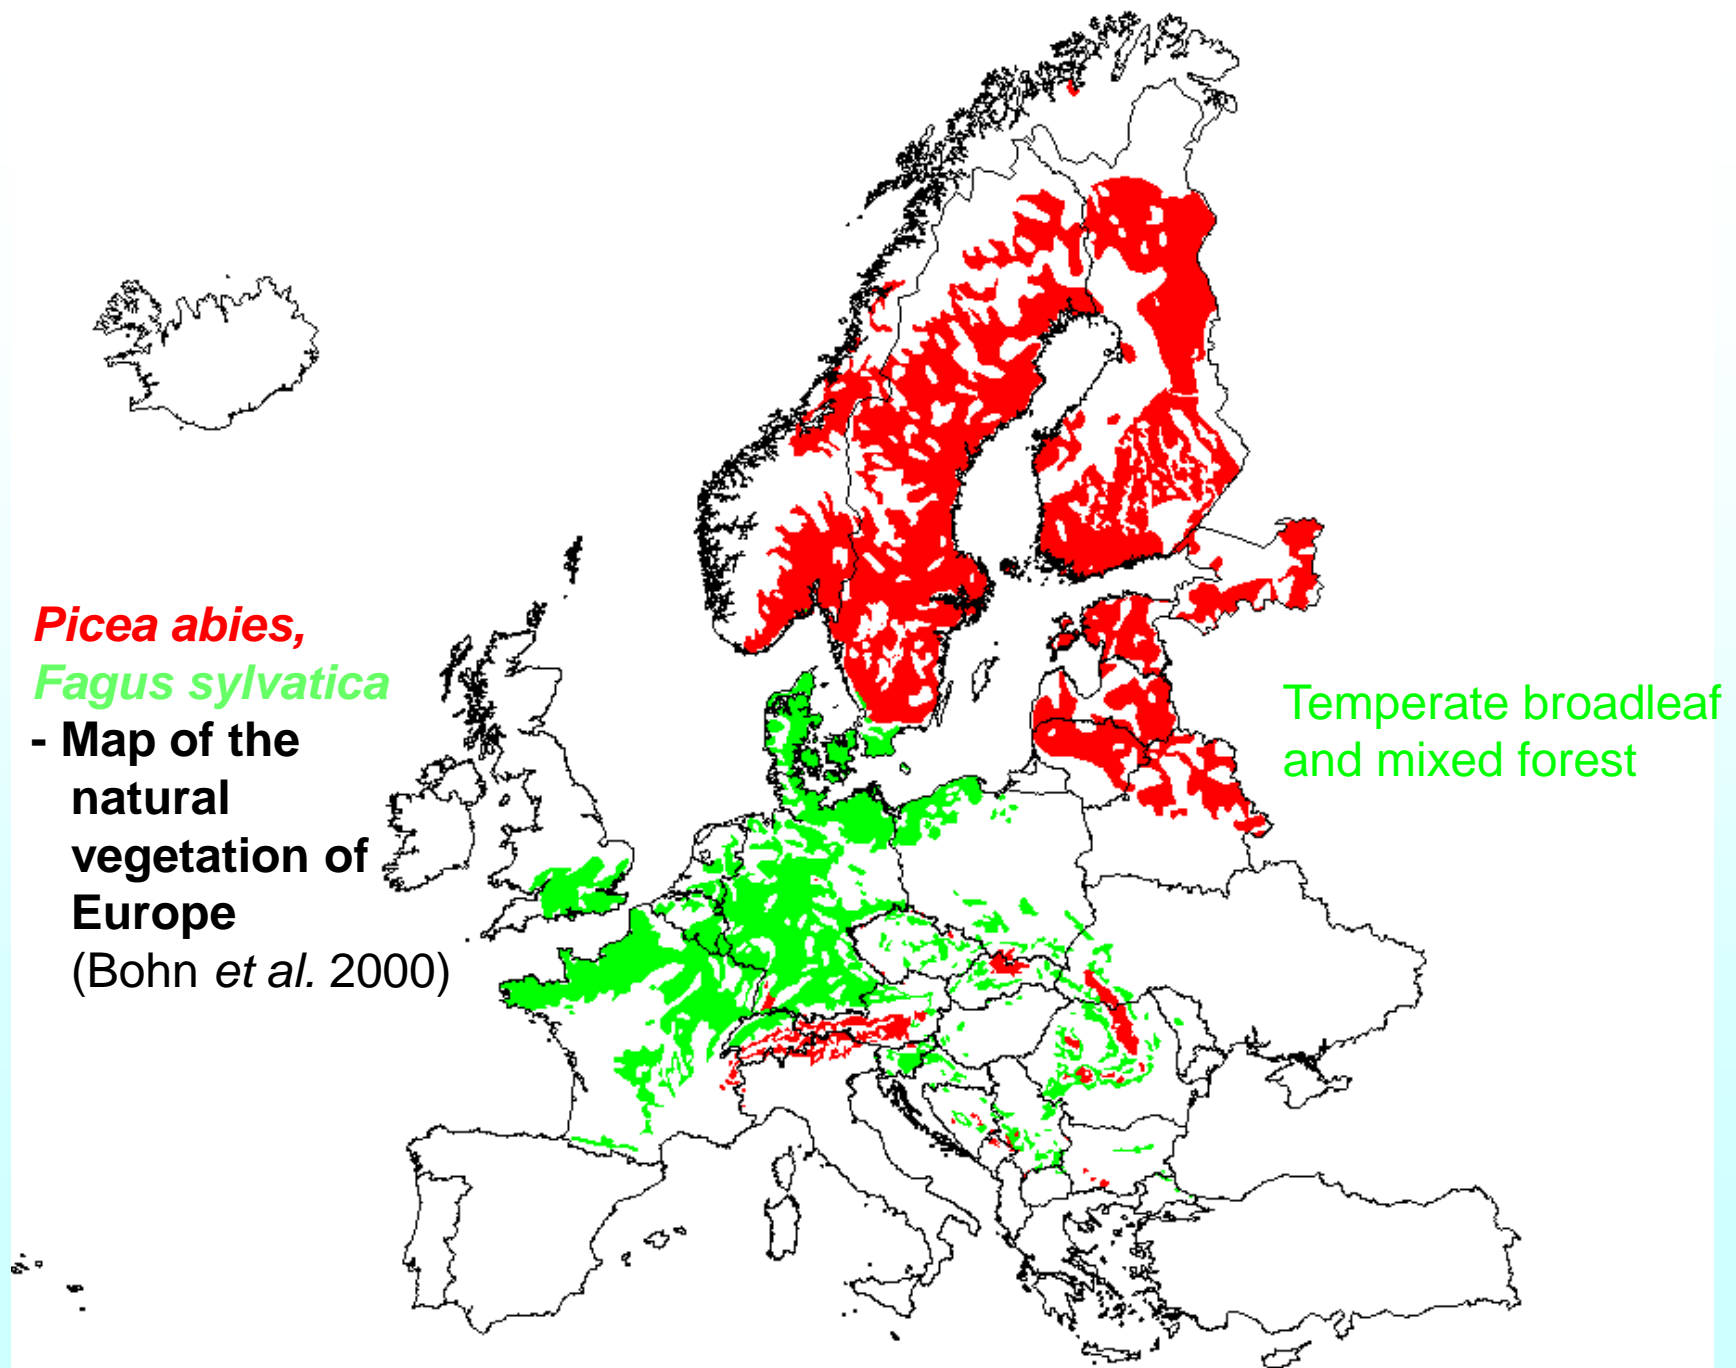 Picea abies,
Fagus sylvatica
- Map of the
natural
vegetation of
Europe
(Bohn et al. 2000)
Temperate broadleaf
and mixed forest